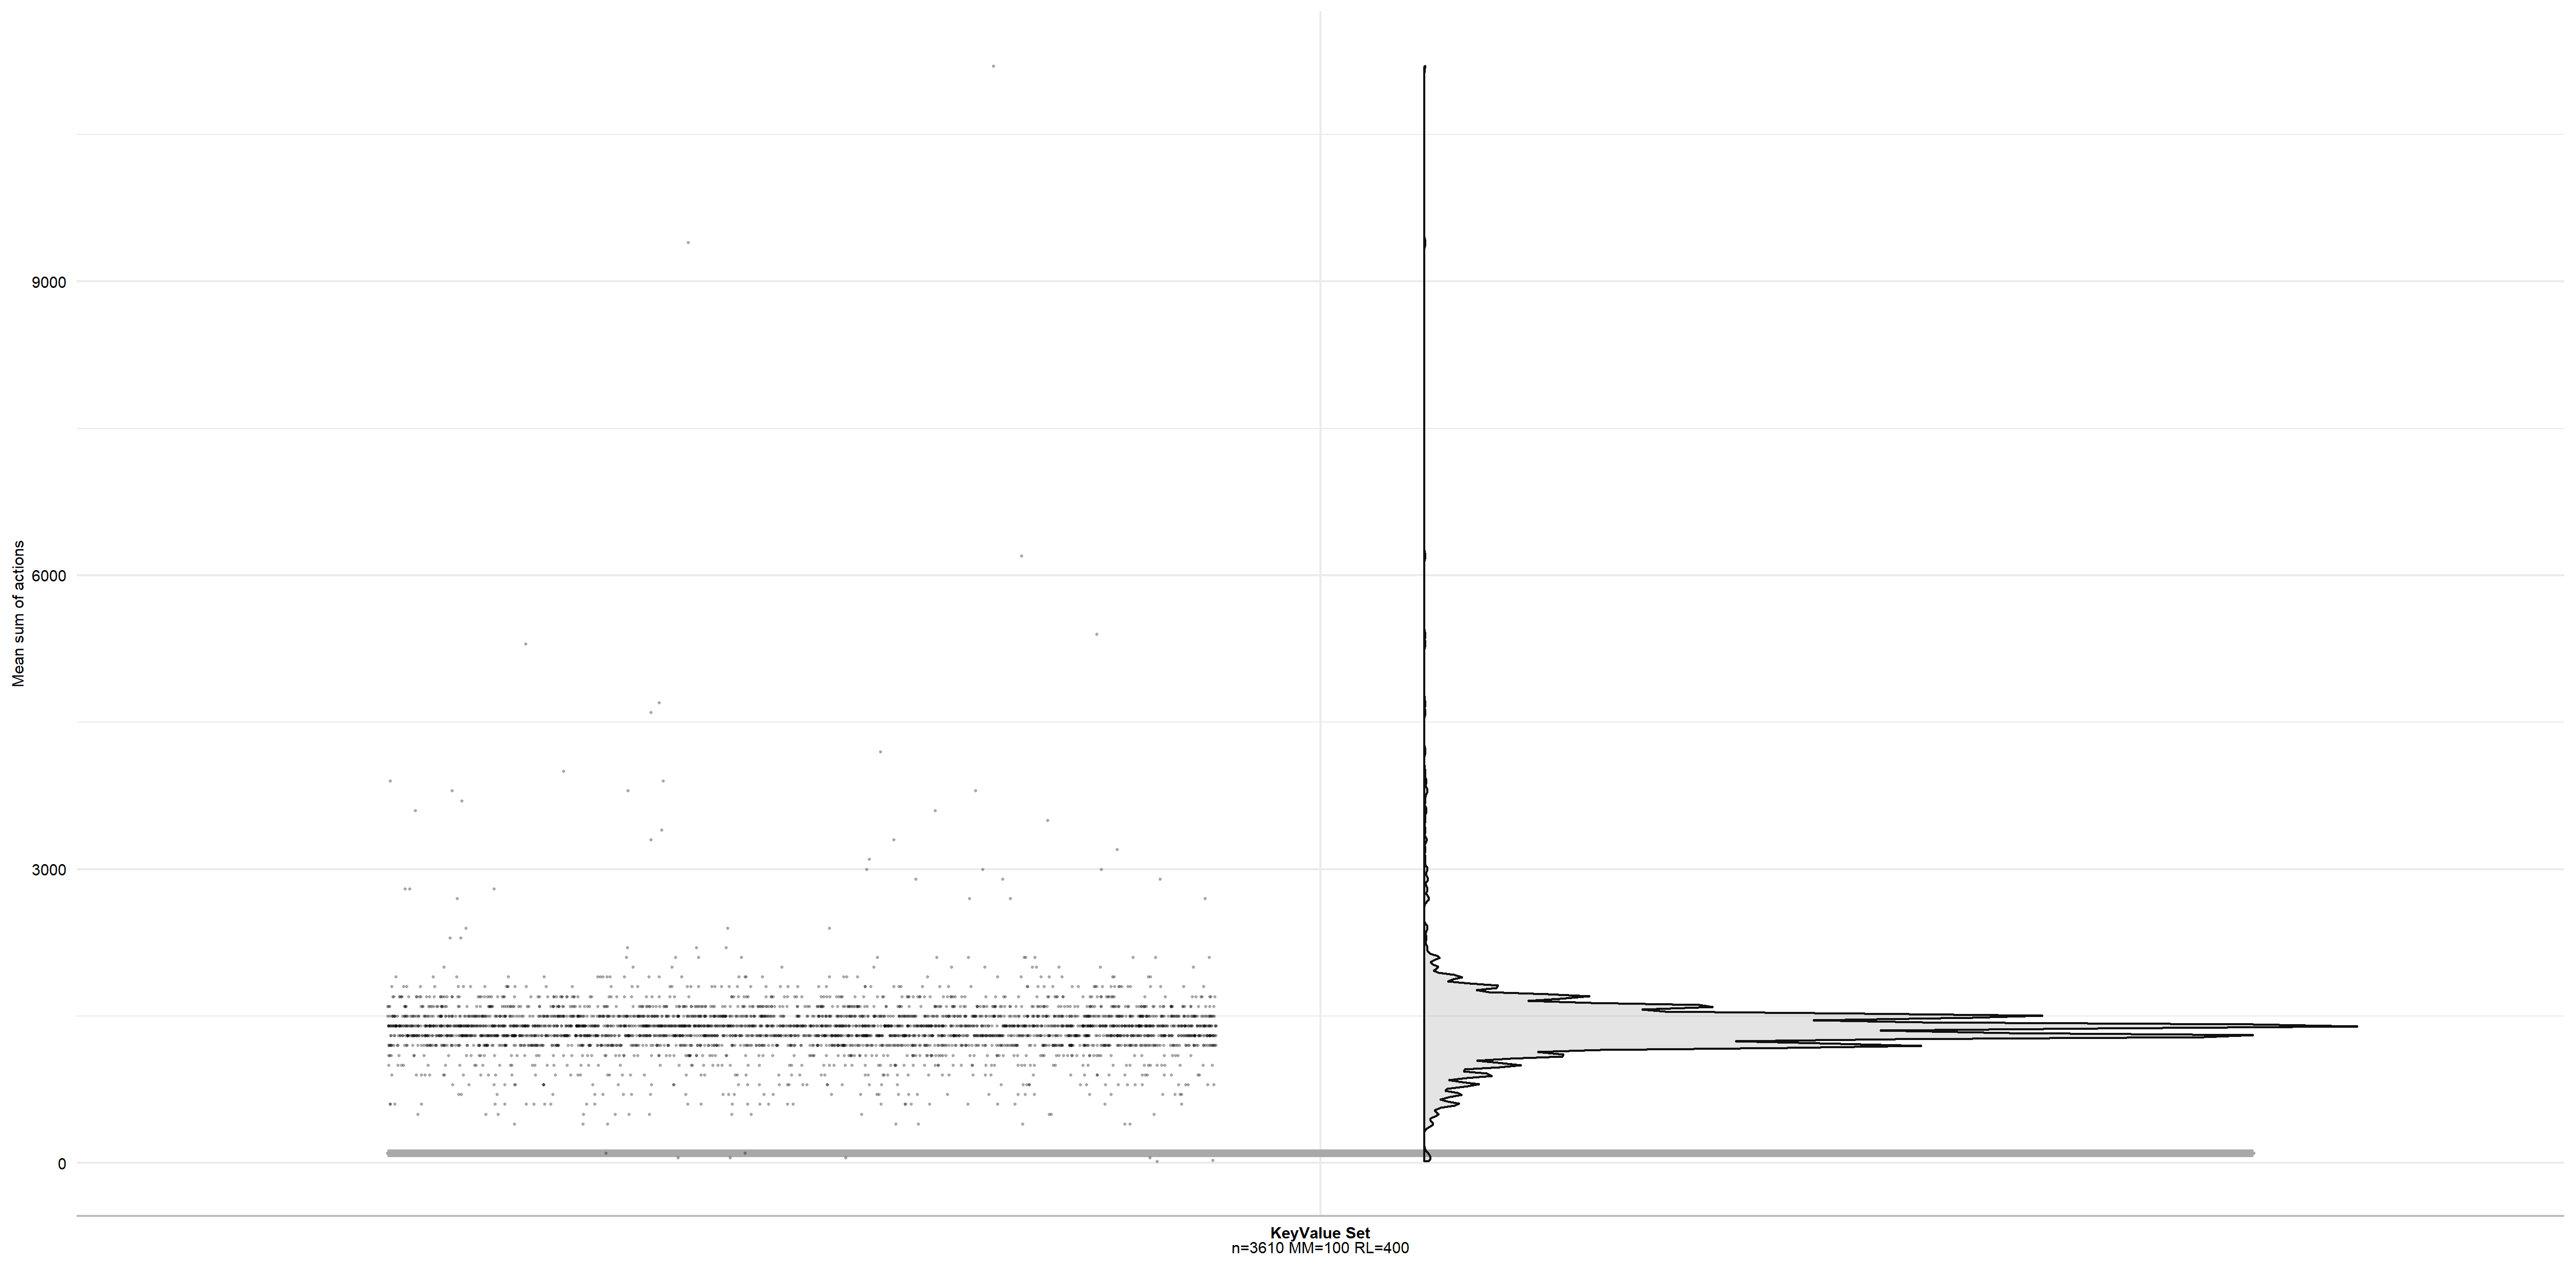 Mean sum of actions
9000
6000
3000
0
KeyValue Set
n=3610 MM=100 RL=400